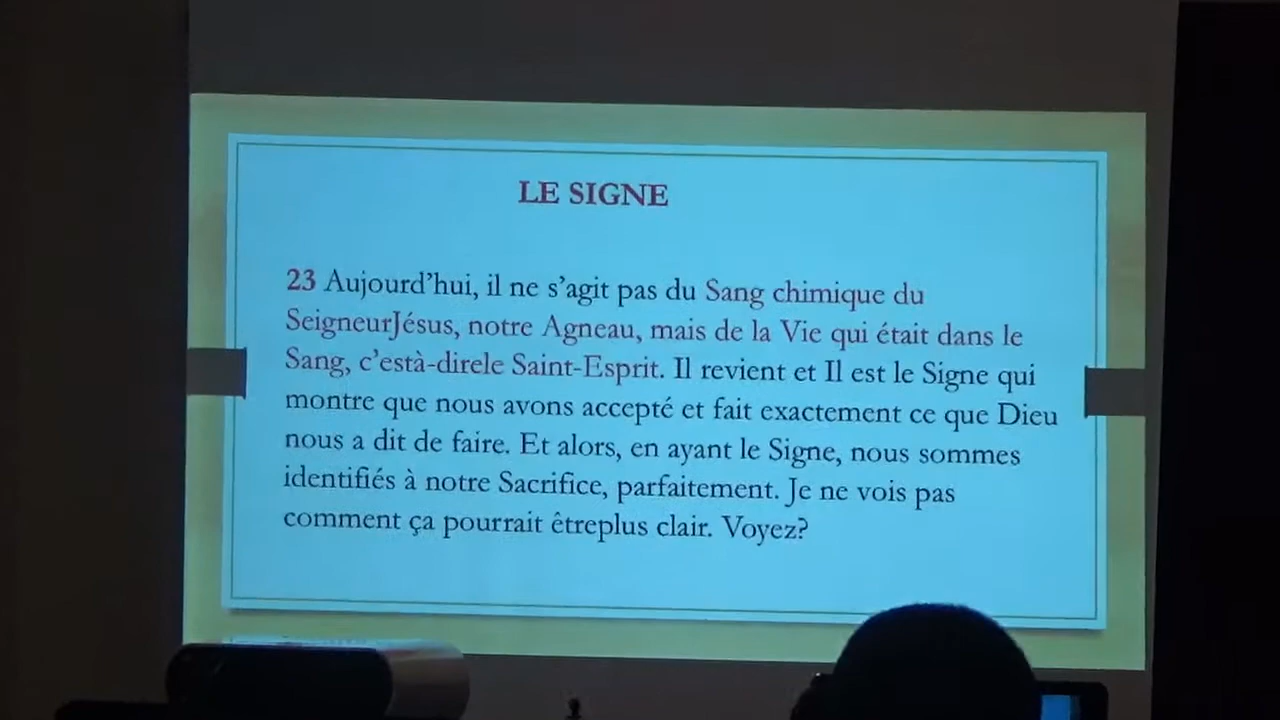 LE SIGNE
23 Aujourd’hui, il ne s’agit pas du Sang chimique du
SeigneurJésus, notre Agneau, mais de la Vie qui était dans le
Sang, c’està-direle Saint-Esprit. Il revient et Il est le Signe qui
montre que nous avons accepté et fait exactement ce que Dieu
nous a dit de faire. Et alors, en ayant le Signe, nous sommes
identifiés à notre Sacrifice, parfaitement. Je ne vois pas
comment ça pourrait êtreplus clair. Voyez?